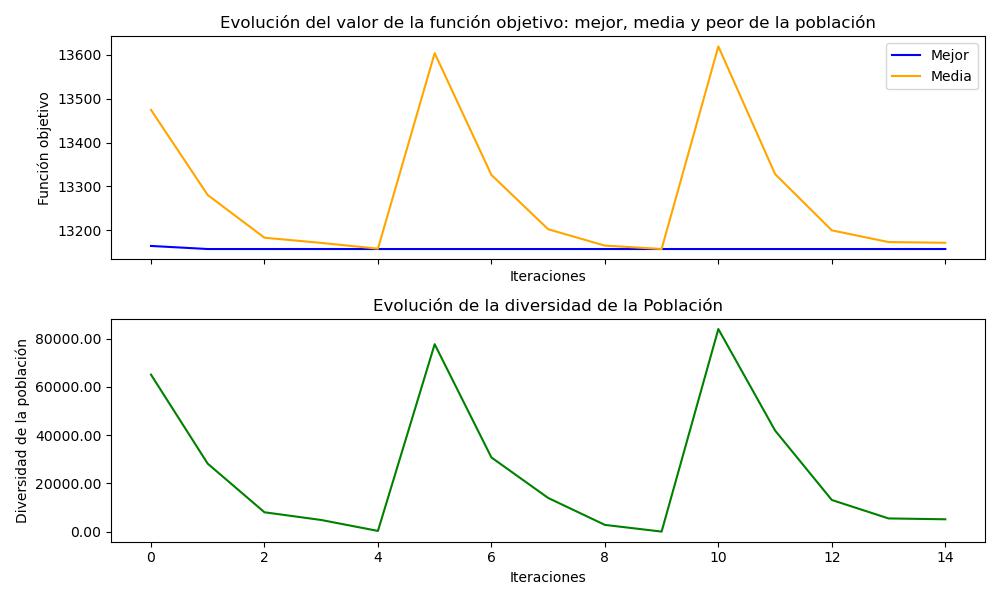 Evolución del valor de la función objetivo: mejor, media y peor de la población
Función objetivo
13600
13500
13400
13300
13200
Mejor
Media
Iteraciones
Evolución de la diversidad de la Población
Diversidad de la población
80000.00
60000.00
40000.00
20000.00
0.00
0 2 4 6 8 10 12 14
Iteraciones